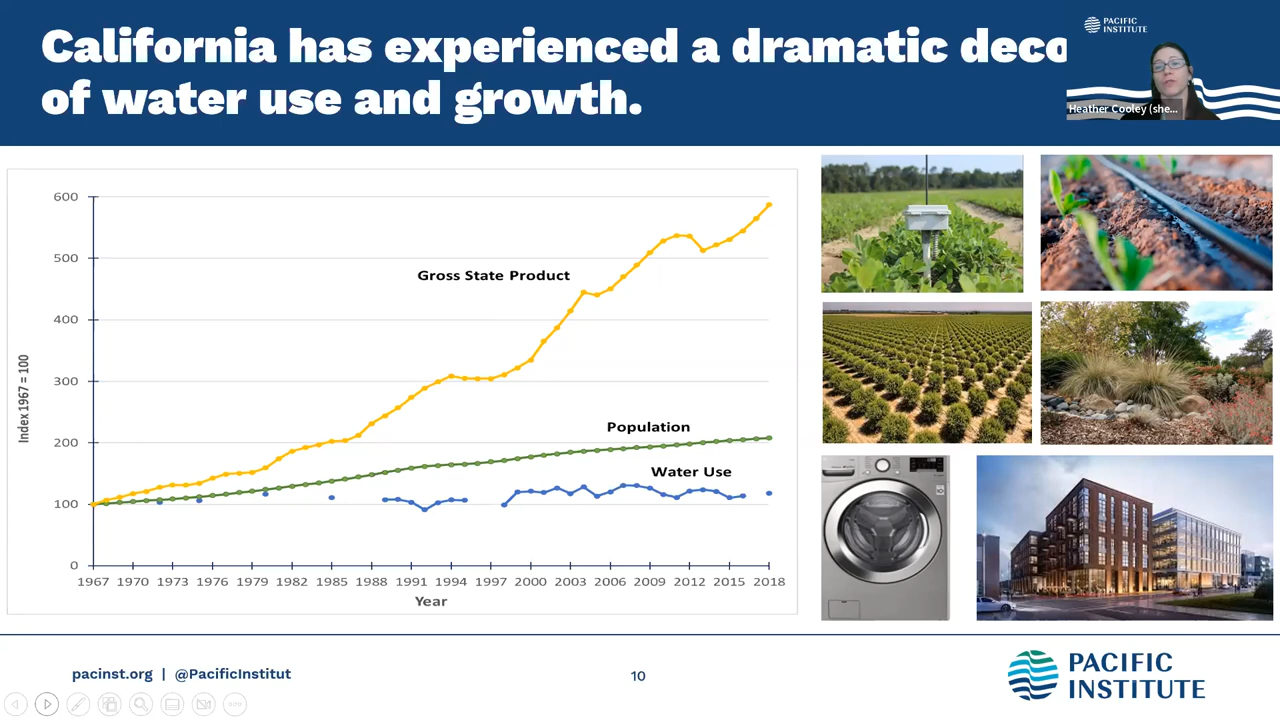 California has experienced a dramatic deco
of water use and growth.
PACIFIC
INSTITUTE
Heather Cooley (she...
600
500
400
300
200
100
0
Index 1967 = 100
Gross State Product
Population
Water Use
1967 1970 1973 1976 1979 1982 1985 1988 1991 1994 1997 2000 2003 2006 2009 2012 2015 2018
Year
pacinst.org | @PacificInstitut
10
PACIFIC
INSTITUTE